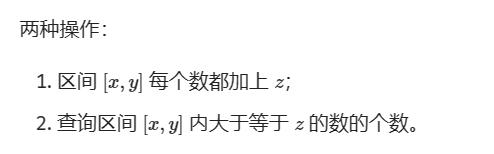 两种操作：
1. 区间 [x, y] 每个数都加上 z；
2. 查询区间 [x, y] 内大于等于 z 的数的个数。